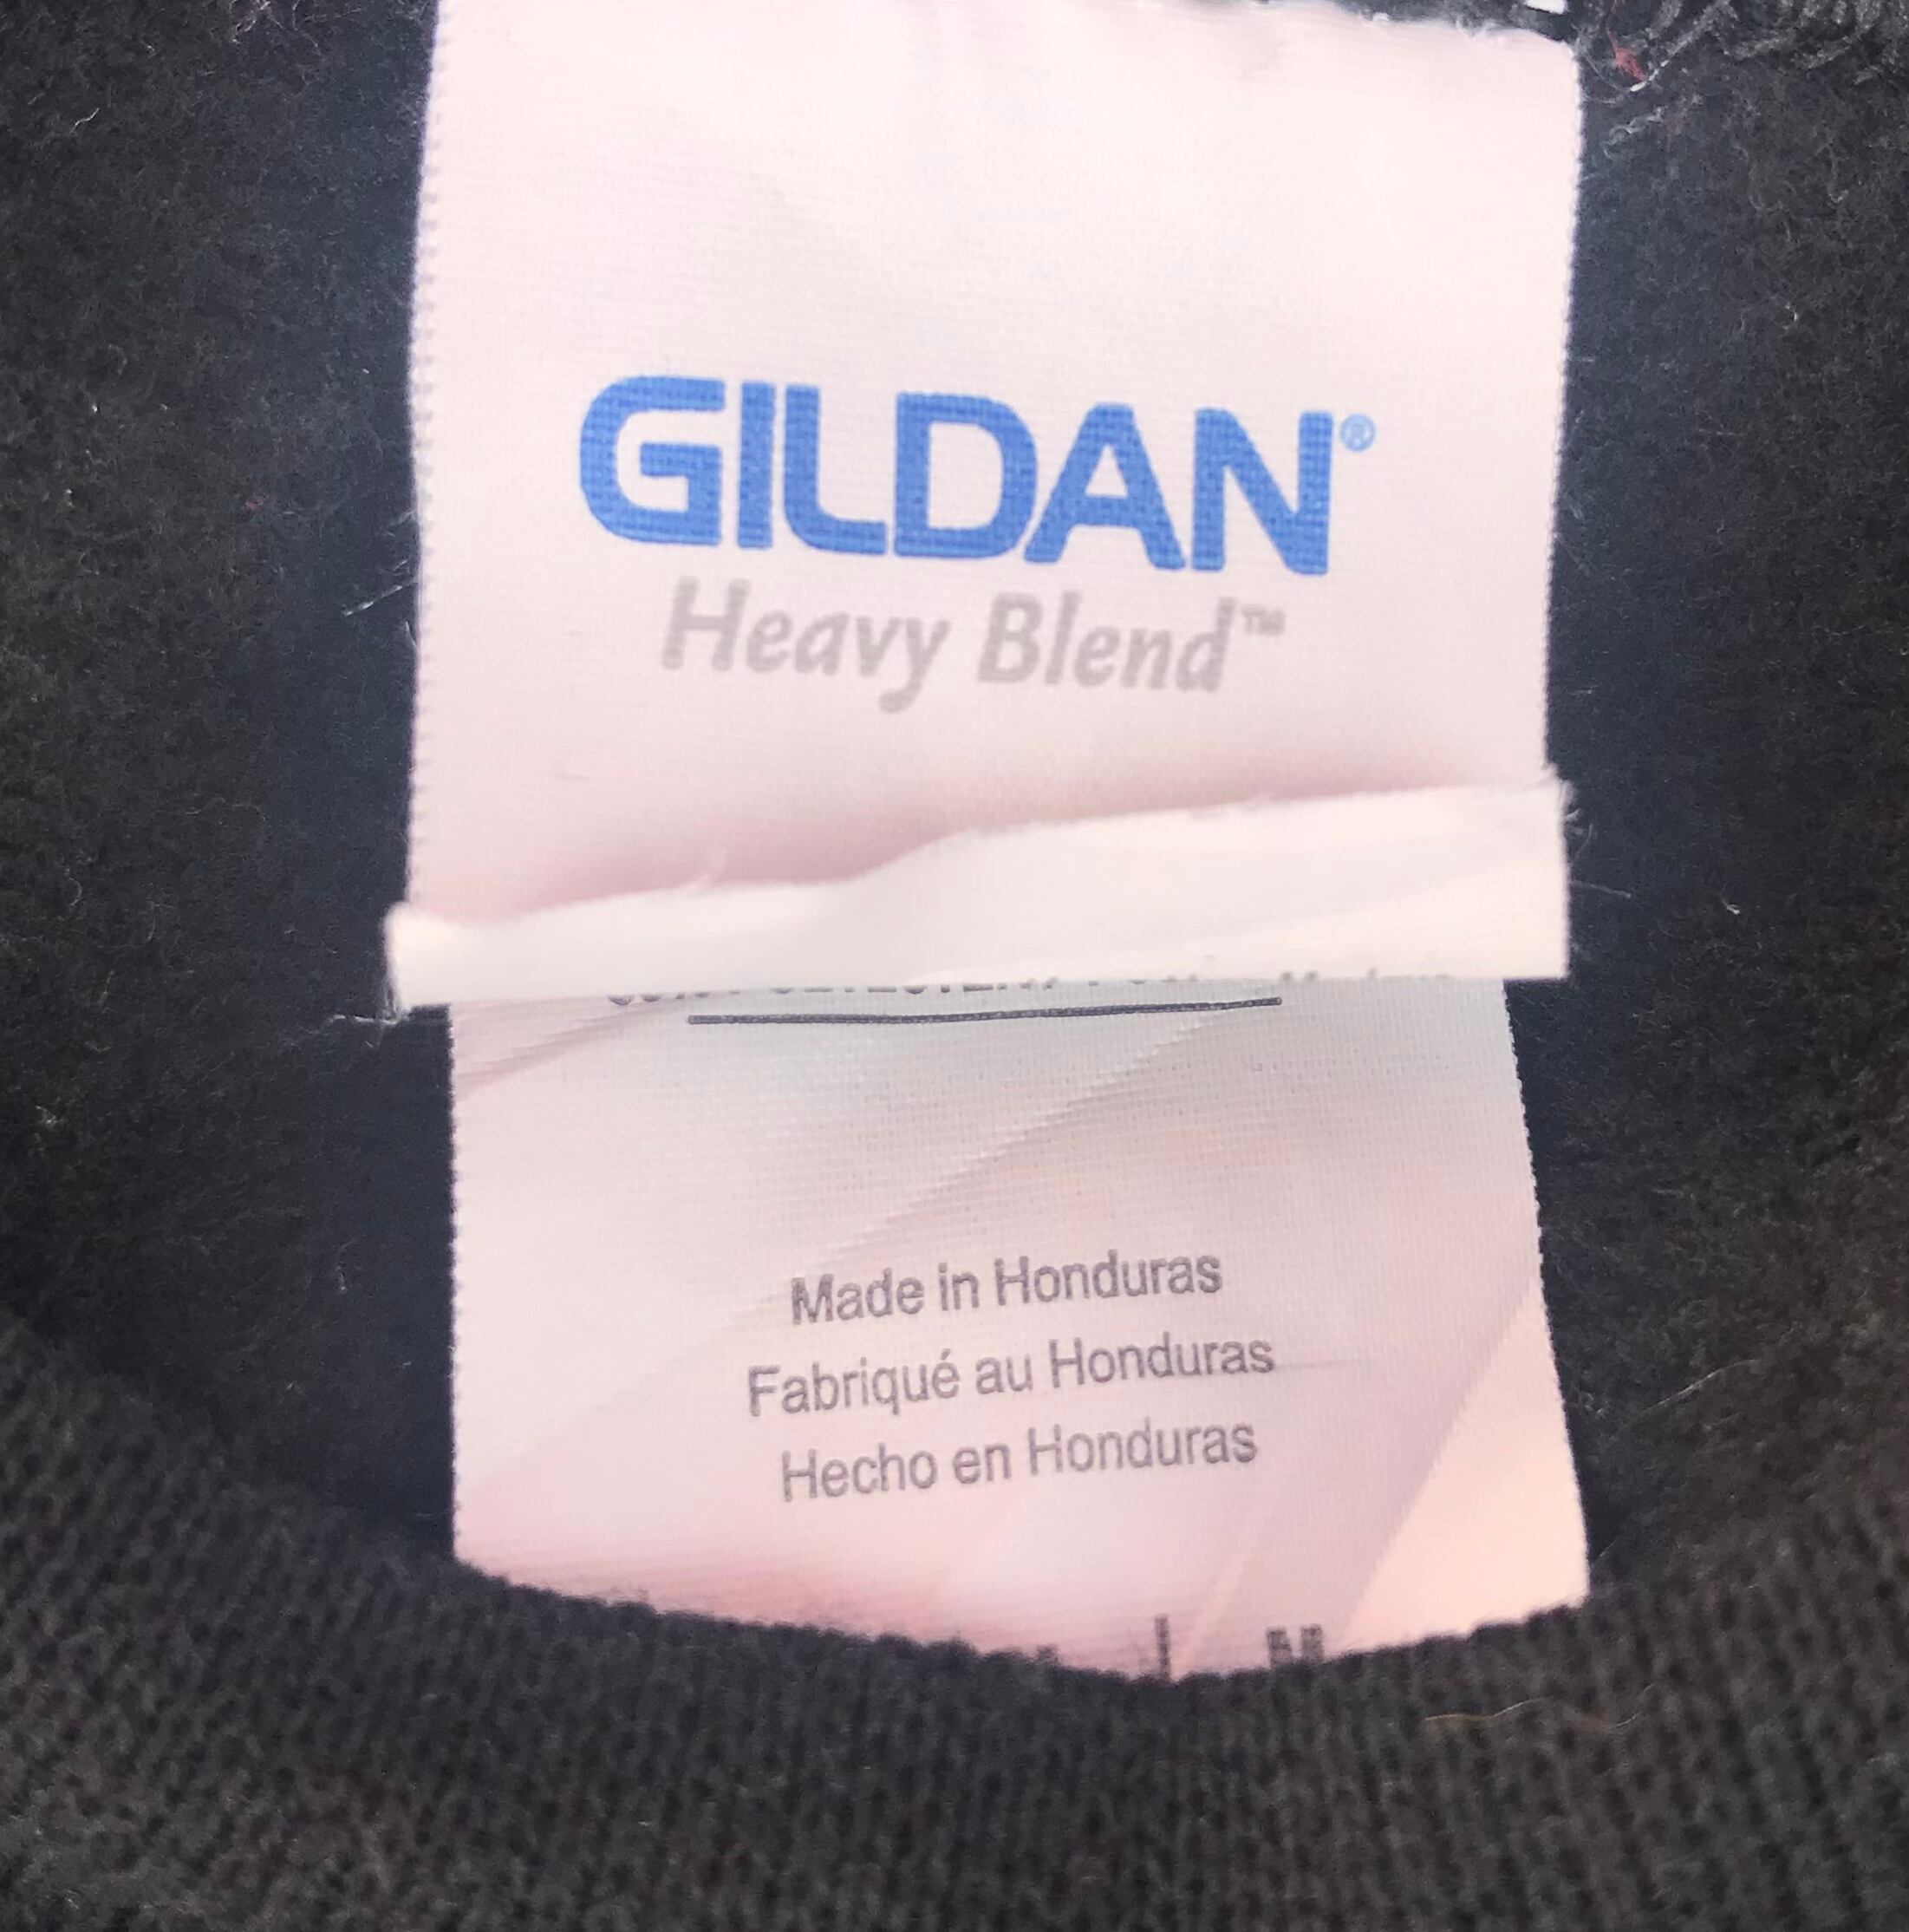 GILDAN®
Heavy Blend™
Made in Honduras
Fabriqué au Honduras
Hecho en Honduras